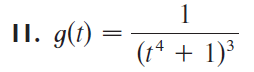 11. g(t) = 1 / (t⁴ + 1)³